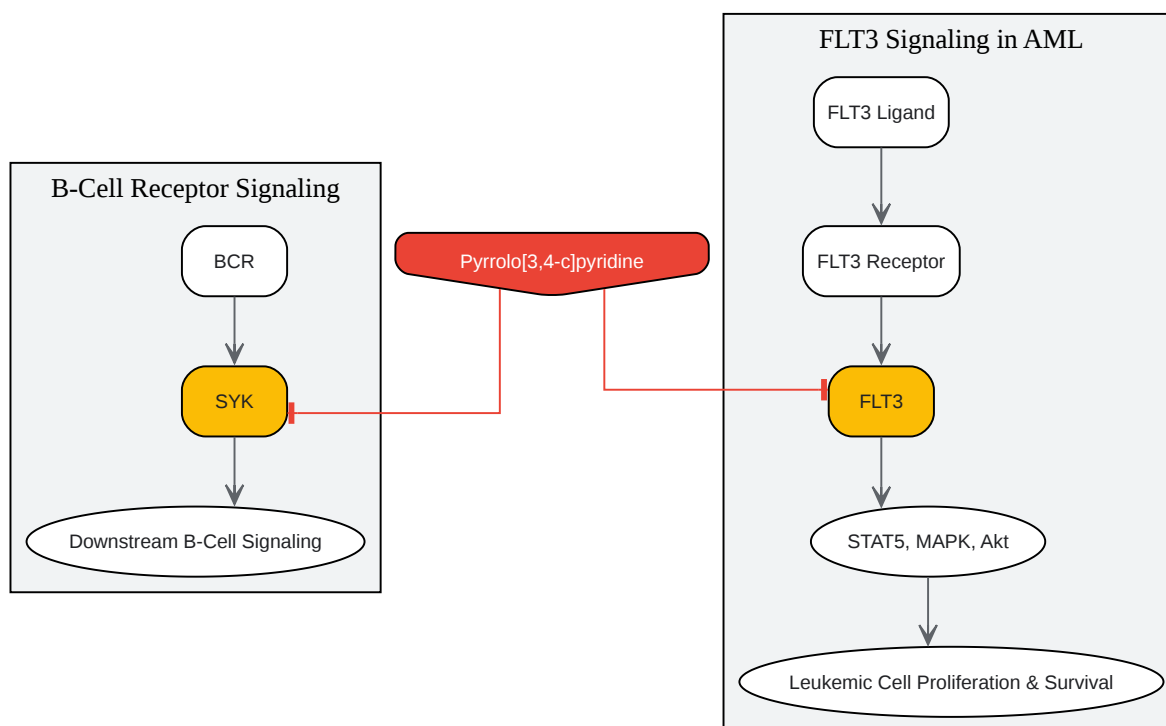 B-Cell Receptor Signaling
BCR
SYK
Downstream B-Cell Signaling
Pyrrolo[3,4-c]pyridine
FLT3 Signaling in AML
FLT3 Ligand
FLT3 Receptor
FLT3
STAT5, MAPK, Akt
Leukemic Cell Proliferation & Survival